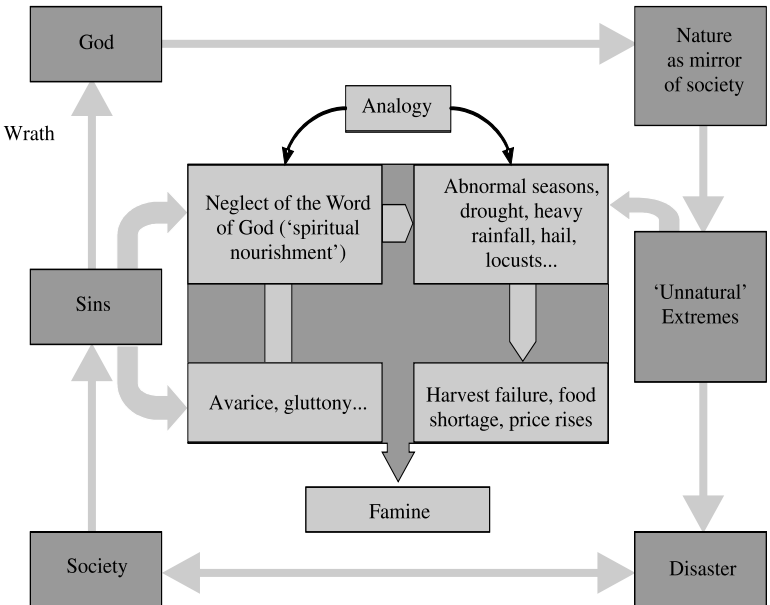 God
Nature
as mirror
of society
Analogy
Wrath
Neglect of the Word
of God (‘spiritual
nourishment’)
Abnormal seasons,
drought, heavy
rainfall, hail,
locusts...
Sins
‘Unnatural’
Extremes
Avarice, gluttony...
Harvest failure, food
shortage, price rises
Famine
Society
Disaster